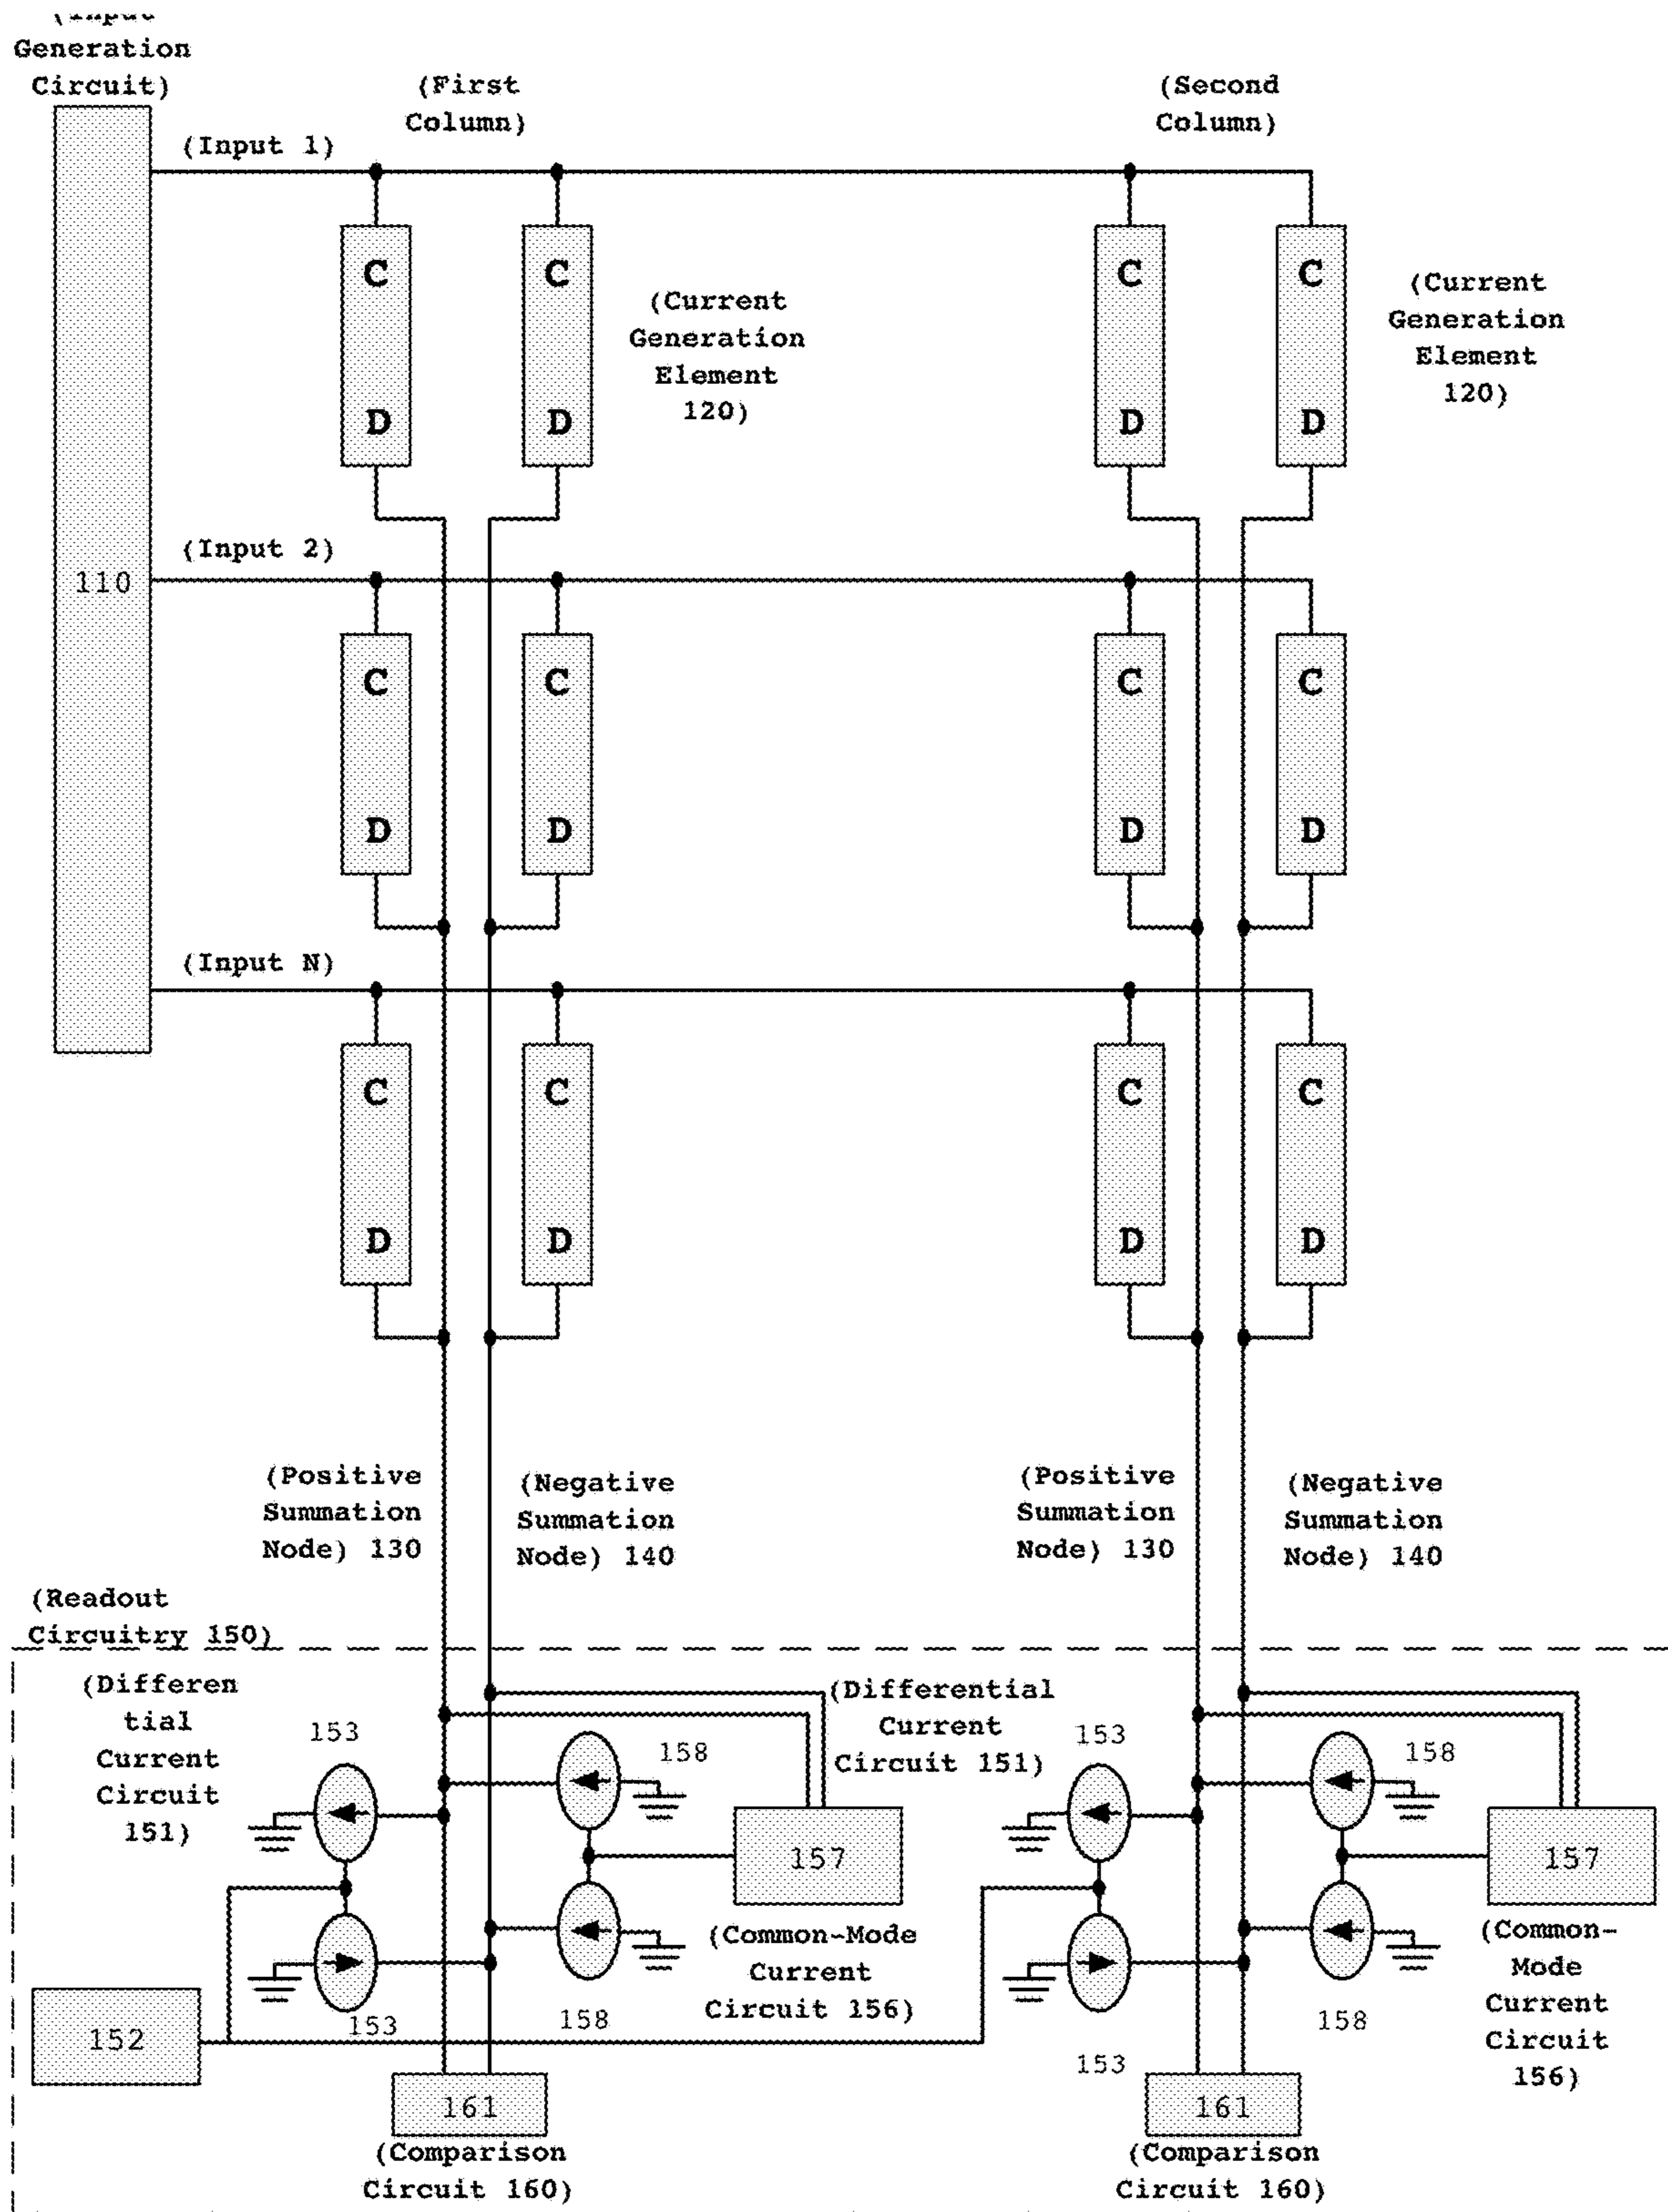 Generation
Circuit)
(First
Column)
(Second
Column)
(Input 1)
C
C
C
C
(Current
Generation
Element
120)
(Current
Generation
Element
120)
D
D
D
D
(Input 2)
110
C
C
C
C
D
D
D
D
(Input N)
C
C
C
C
D
D
D
D
(Positive
Summation
Node) 130
(Negative
Summation
Node) 140
(Positive
Summation
Node) 130
(Negative
Summation
Node) 140
(Readout
Circuitry 150)
(Differen
tial
Current
Circuit
151)
153
158
(Differential
Current
Circuit 151)
153
158
157
157
(Common-Mode
Current
Circuit 156)
(Common-
Mode
Current
Circuit
156)
152
153
158
153
158
161
161
(Comparison
Circuit 160)
(Comparison
Circuit 160)